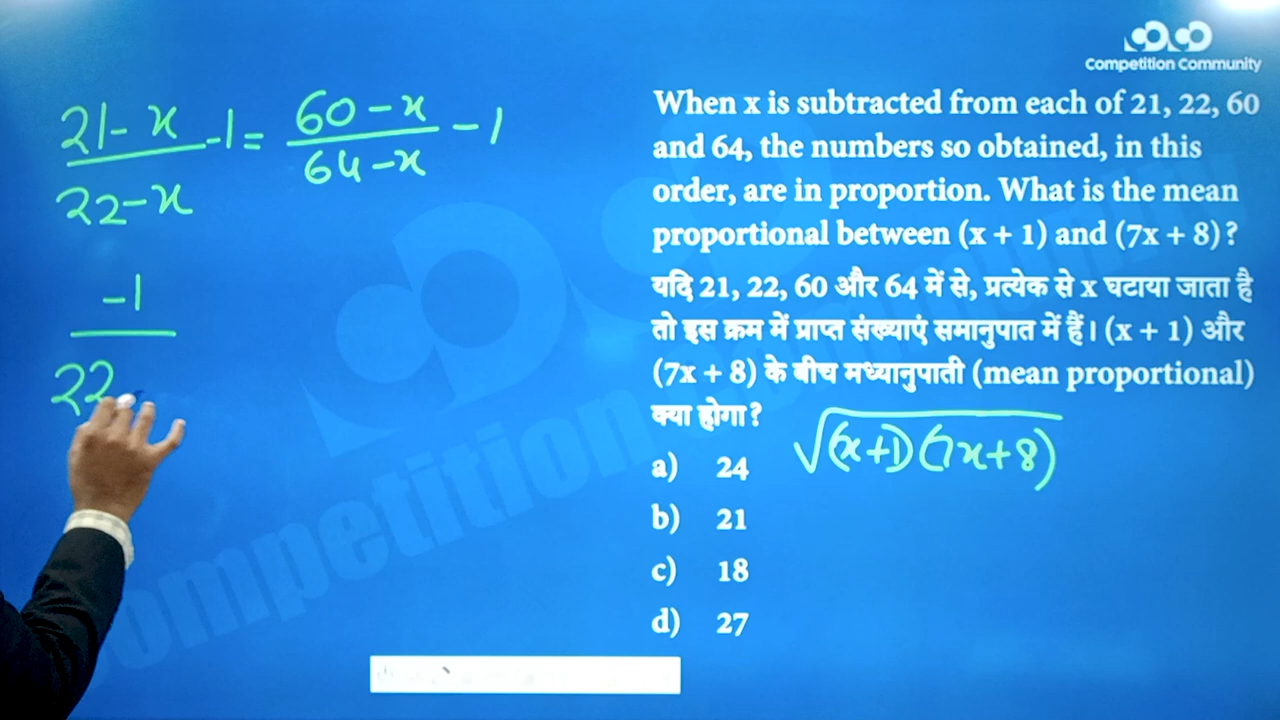 Competition Community
21-x/22-x -1 = 60-x/64-x -1
-1/22
When x is subtracted from each of 21, 22, 60
and 64, the numbers so obtained, in this
order, are in proportion. What is the mean
proportional between (x + 1) and (7x + 8)?
यदि 21, 22, 60 और 64 में से, प्रत्येक से x घटाया जाता है
तो इस क्रम में प्राप्त संख्याएं समानुपात में हैं। (x + 1) और
(7x + 8) के बीच मध्यानुपाती (mean proportional)
क्या होगा?
√(x+1)(7x+8)
a) 24
b) 21
c) 18
d) 27